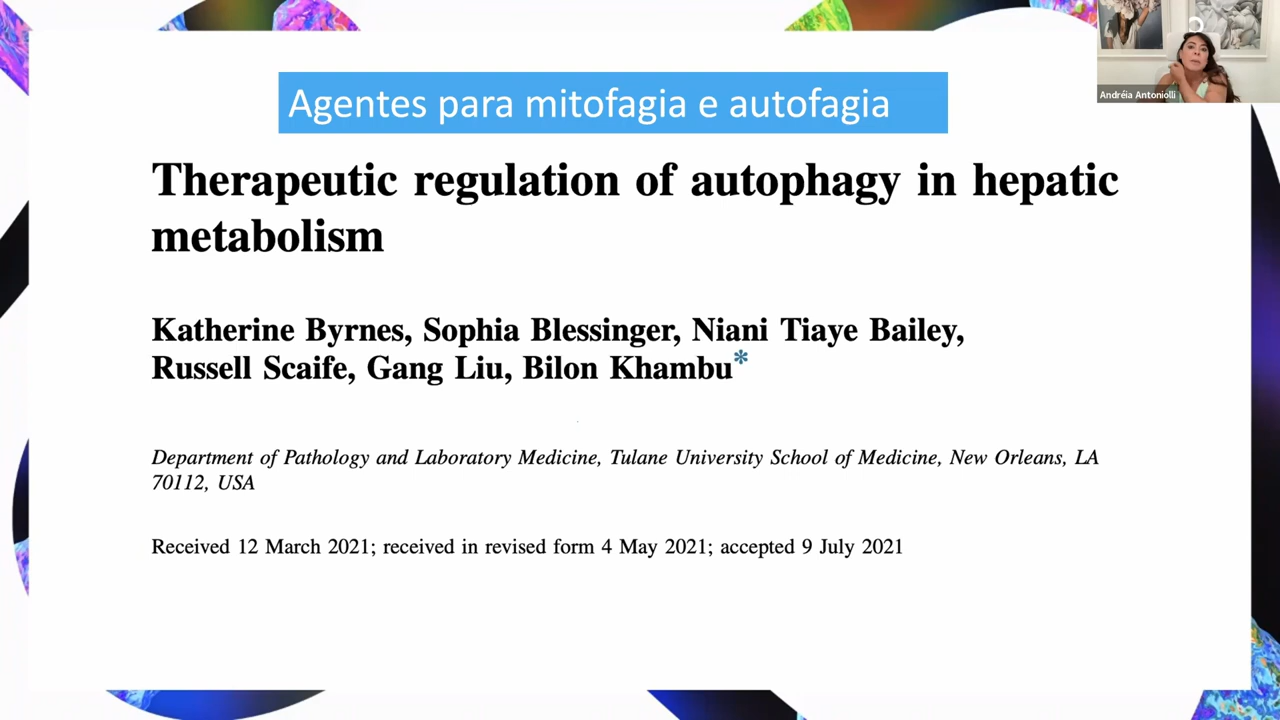 Agentes para mitofagia e autofagia
Andréia Antoniolli
Therapeutic regulation of autophagy in hepatic
metabolism
Katherine Byrnes, Sophia Blessinger, Niani Tiaye Bailey,
Russell Scaife, Gang Liu, Bilon Khambu*
Department of Pathology and Laboratory Medicine, Tulane University School of Medicine, New Orleans, LA
70112, USA
Received 12 March 2021; received in revised form 4 May 2021; accepted 9 July 2021